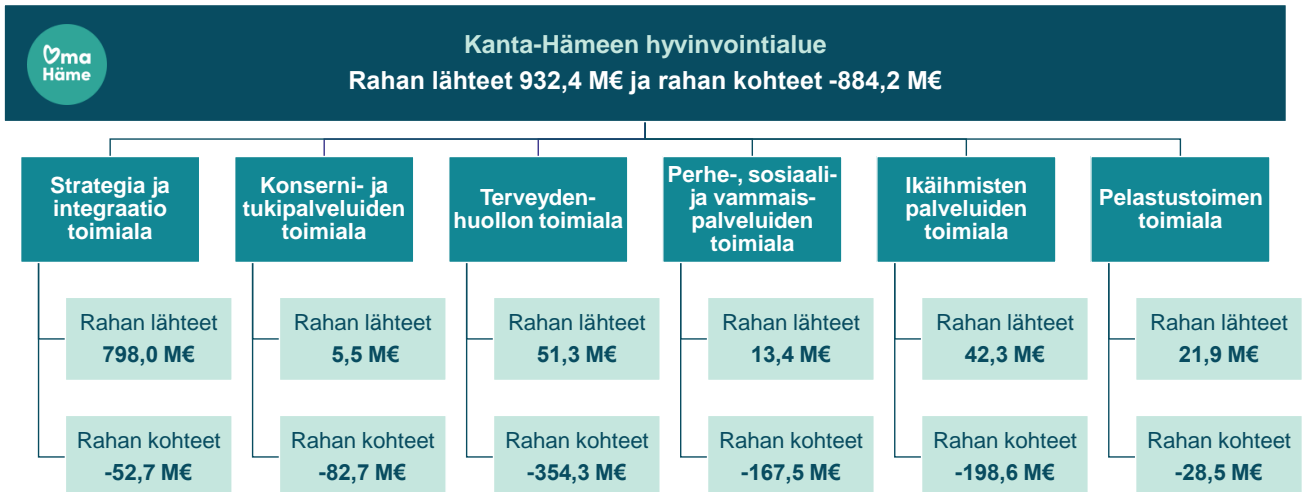 Oma
Häme
Kanta-Hämeen hyvinvointialue
Rahan lähteet 932,4 M€ ja rahan kohteet -884,2 M€
Strategia ja
integraatio
toimiala
Konserni- ja
tukipalveluiden
toimiala
Terveyden-
huollon toimiala
Perhe-, sosiaali-
ja vammais-
palveluiden
toimiala
Ikäihmisten
palveluiden
toimiala
Pelastustoimen
toimiala
Rahan lähteet
798,0 M€
Rahan lähteet
5,5 M€
Rahan lähteet
51,3 M€
Rahan lähteet
13,4 M€
Rahan lähteet
42,3 M€
Rahan lähteet
21,9 M€
Rahan kohteet
-52,7 M€
Rahan kohteet
-82,7 M€
Rahan kohteet
-354,3 M€
Rahan kohteet
-167,5 M€
Rahan kohteet
-198,6 M€
Rahan kohteet
-28,5 M€